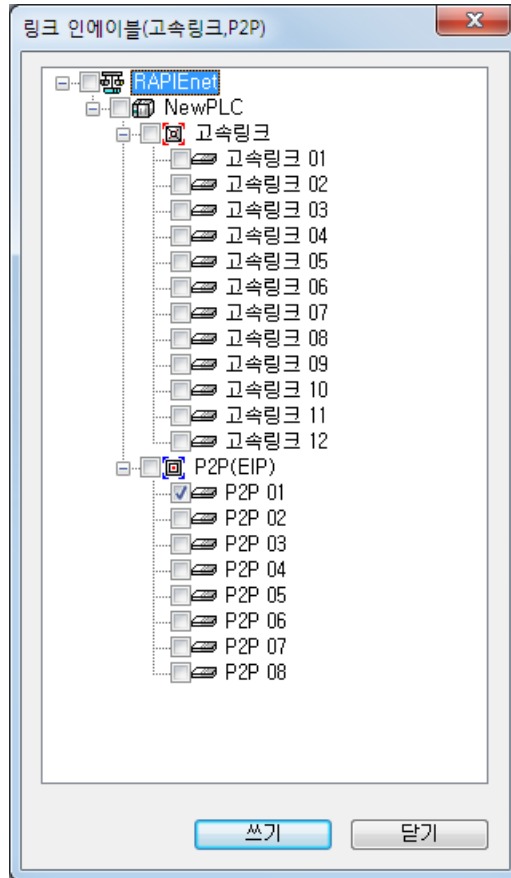 링크 인에이블(고속링크,P2P)
RAPIEnet
NewPLC
고속링크
고속링크 01
고속링크 02
고속링크 03
고속링크 04
고속링크 05
고속링크 06
고속링크 07
고속링크 08
고속링크 09
고속링크 10
고속링크 11
고속링크 12
P2P(EIP)
P2P 01
P2P 02
P2P 03
P2P 04
P2P 05
P2P 06
P2P 07
P2P 08
쓰기 닫기